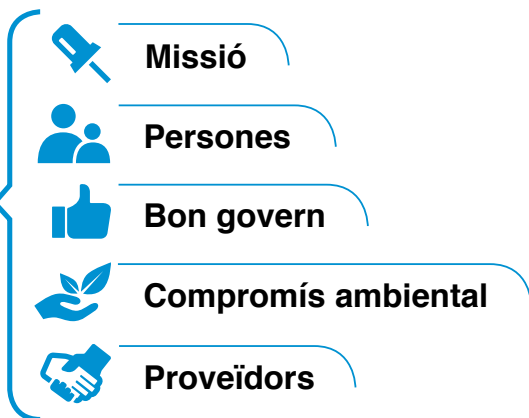 Missió
Persones
Bon govern
Compromís ambiental
Proveïdors